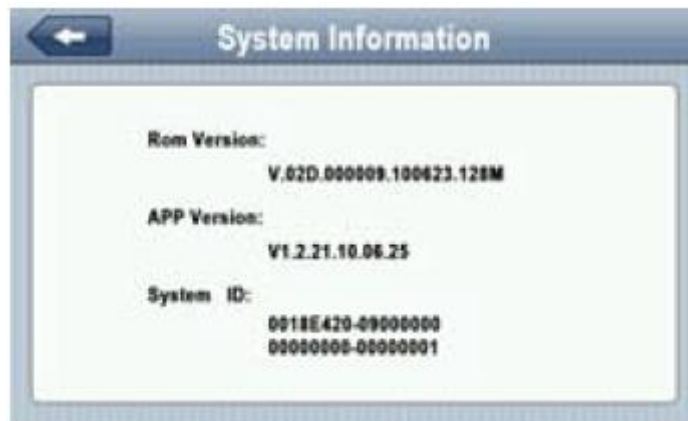 System Information
Rom Version:
V.02D.000009.100623.128M
APP Version:
V1.2.21.10.06.25
System ID:
0018E420-09000000
00000000-00000001